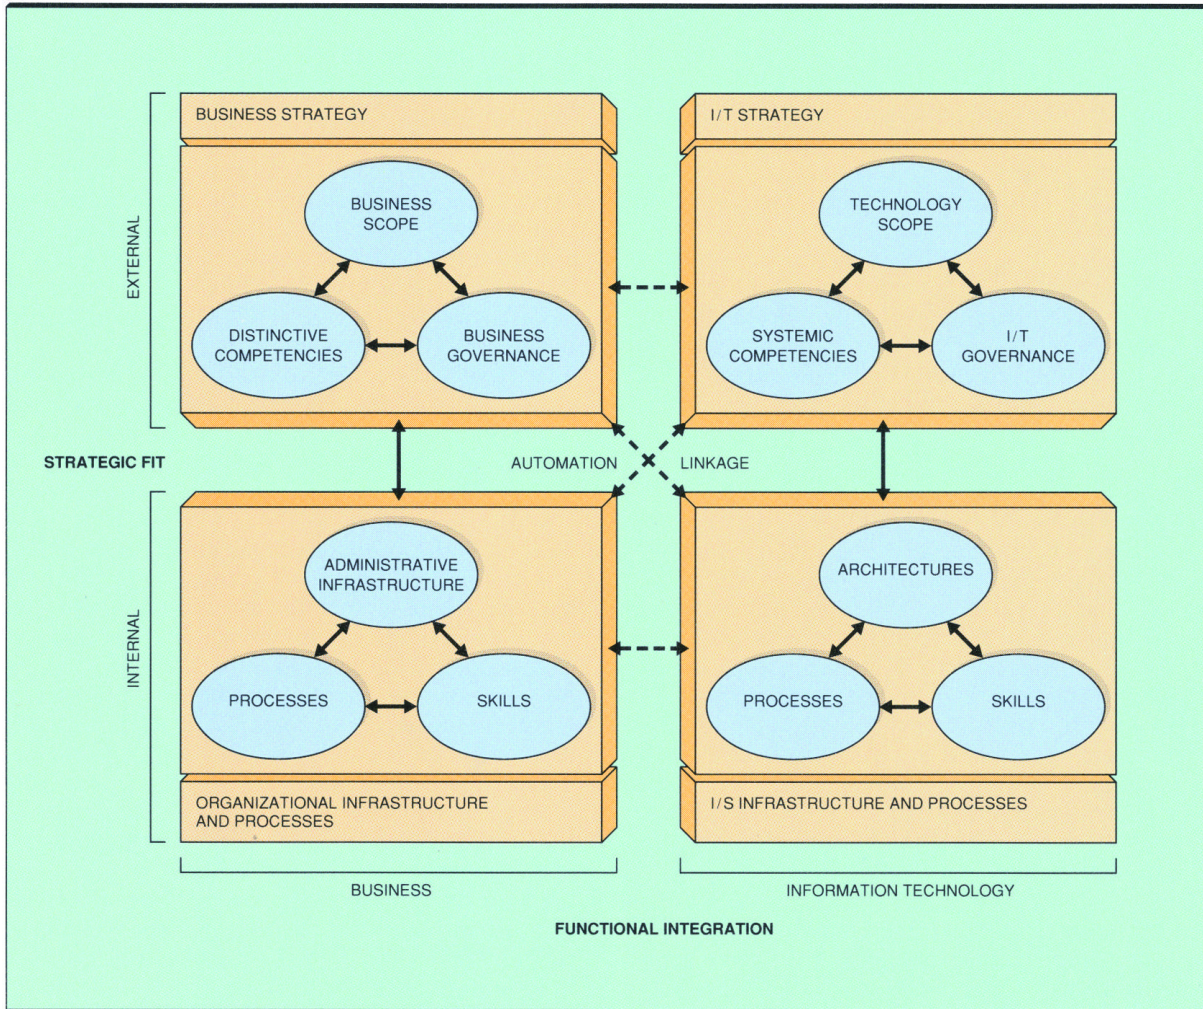 BUSINESS STRATEGY
I/T STRATEGY
EXTERNAL
BUSINESS
SCOPE
DISTINCTIVE
COMPETENCIES
BUSINESS
GOVERNANCE
TECHNOLOGY
SCOPE
SYSTEMIC
COMPETENCIES
I/T
GOVERNANCE
STRATEGIC FIT
AUTOMATION
LINKAGE
INTERNAL
ADMINISTRATIVE
INFRASTRUCTURE
PROCESSES
SKILLS
ARCHITECTURES
PROCESSES
SKILLS
ORGANIZATIONAL INFRASTRUCTURE
AND PROCESSES
I/S INFRASTRUCTURE AND PROCESSES
BUSINESS
INFORMATION TECHNOLOGY
FUNCTIONAL INTEGRATION